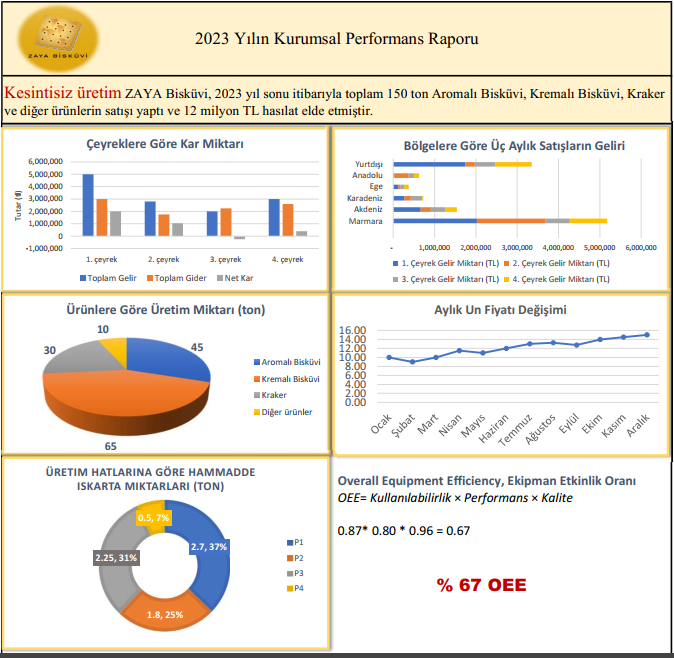 ZAYA BİSKÜVİ
2023 Yılın Kurumsal Performans Raporu
Kesintisiz üretim ZAYA Bisküvi, 2023 yıl sonu itibarıyla toplam 150 ton Aromalı Bisküvi, Kremalı Bisküvi, Kraker
ve diğer ürünlerin satışı yaptı ve 12 milyon TL hasılat elde etmiştir.
Çeyreklere Göre Kar Miktarı
6,000,000
5,000,000
4,000,000
3,000,000
2,000,000
1,000,000
0
-1,000,000
Tutar (₺)
1. çeyrek 2. çeyrek 3. çeyrek 4. çeyrek
Toplam Gelir Toplam Gider Net Kar
Bölgelere Göre Üç Aylık Satışların Geliri
Yurtdışı
Anadolu
Ege
Karadeniz
Akdeniz
Marmara
- 1,000,000 2,000,000 3,000,000 4,000,000 5,000,000 6,000,000
1. Çeyrek Gelir Miktarı (TL) 2. Çeyrek Gelir Miktarı (TL)
3. Çeyrek Gelir Miktarı (TL) 4. Çeyrek Gelir Miktarı (TL)
Ürünlere Göre Üretim Miktarı (ton)
10
45
30
65
Aromalı Bisküvi
Kremalı Bisküvi
Kraker
Diğer ürünler
Aylık Un Fiyatı Değişimi
16.00
14.00
12.00
10.00
8.00
6.00
4.00
2.00
0.00
Ocak Şubat Mart Nisan Mayıs Haziran Temmuz Ağustos Eylül Ekim Kasım Aralık
ÜRETIM HATLARINA GÖRE HAMMADDE
ISKARTA MIKTARLARI (TON)
0.5, 7%
2.7, 37%
2.25, 31%
1.8, 25%
P1
P2
P3
P4
Overall Equipment Efficiency, Ekipman Etkinlik Oranı
OEE= Kullanılabilirlik × Performans × Kalite
0.87* 0.80 * 0.96 = 0.67
% 67 OEE